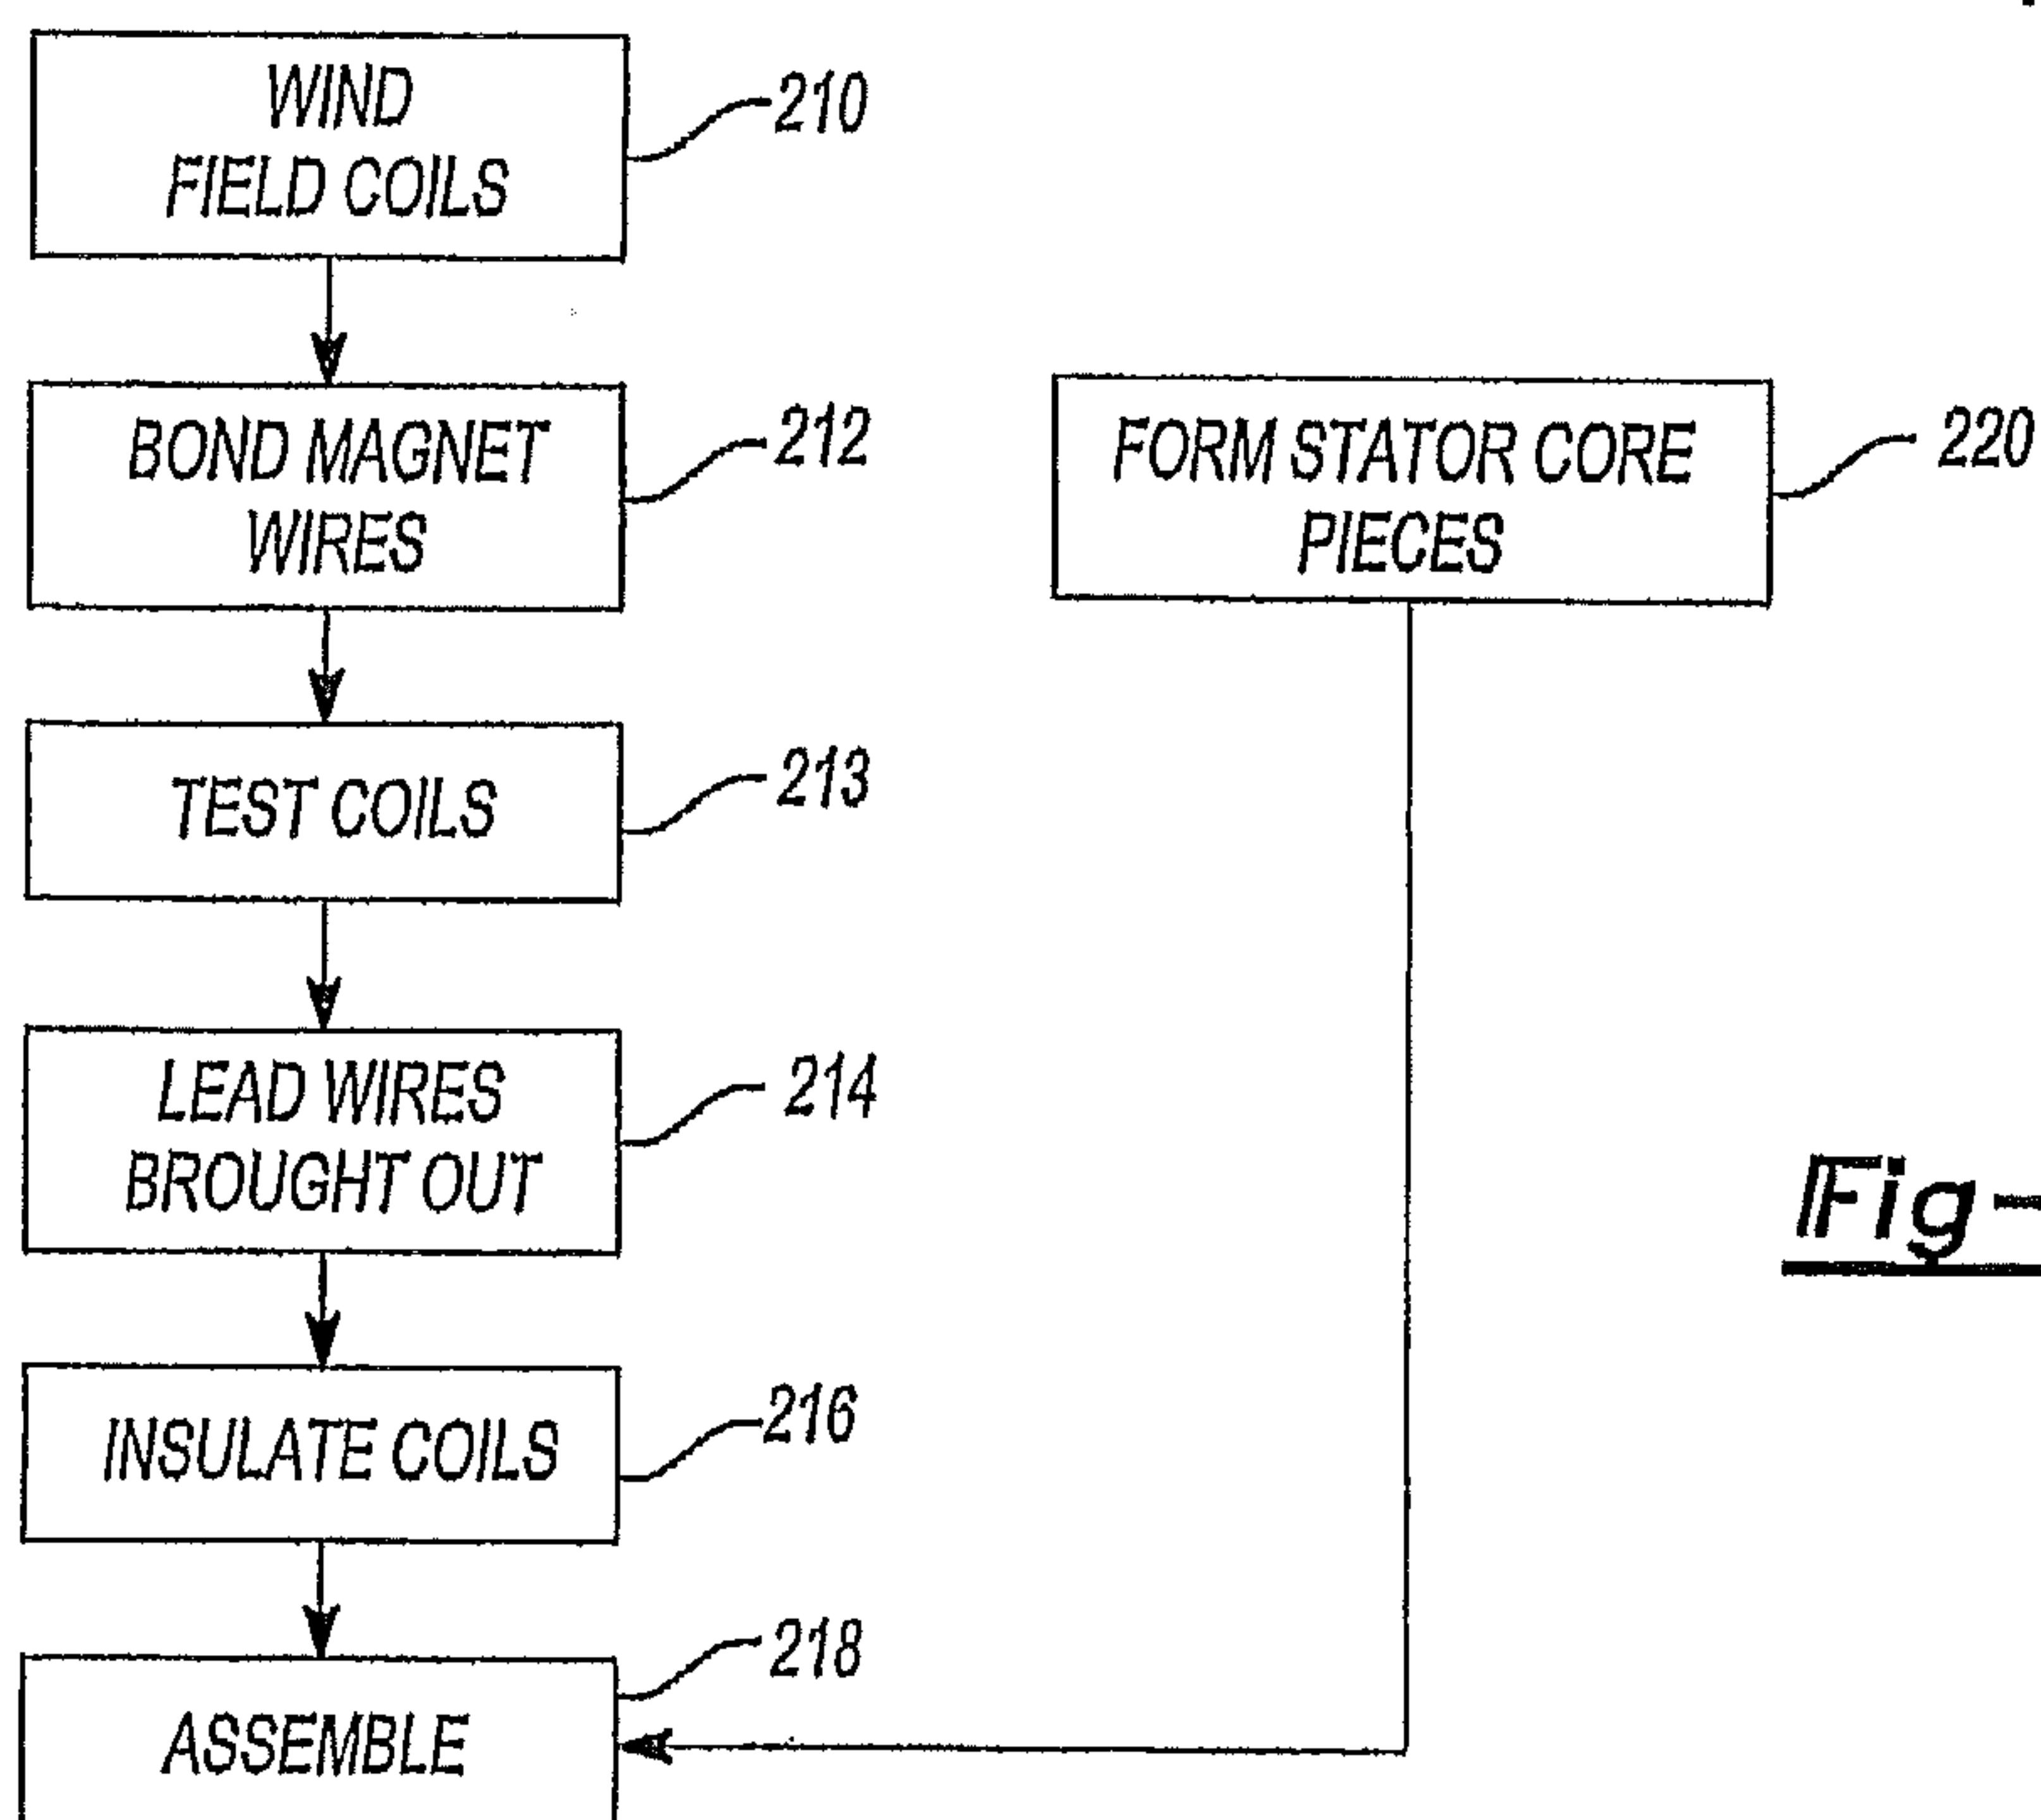 WIND
FIELD COILS
210
BOND MAGNET
WIRES
212
FORM STATOR CORE
PIECES
220
TEST COILS
213
LEAD WIRES
BROUGHT OUT
214
Fig-
INSULATE COILS
216
ASSEMBLE
218